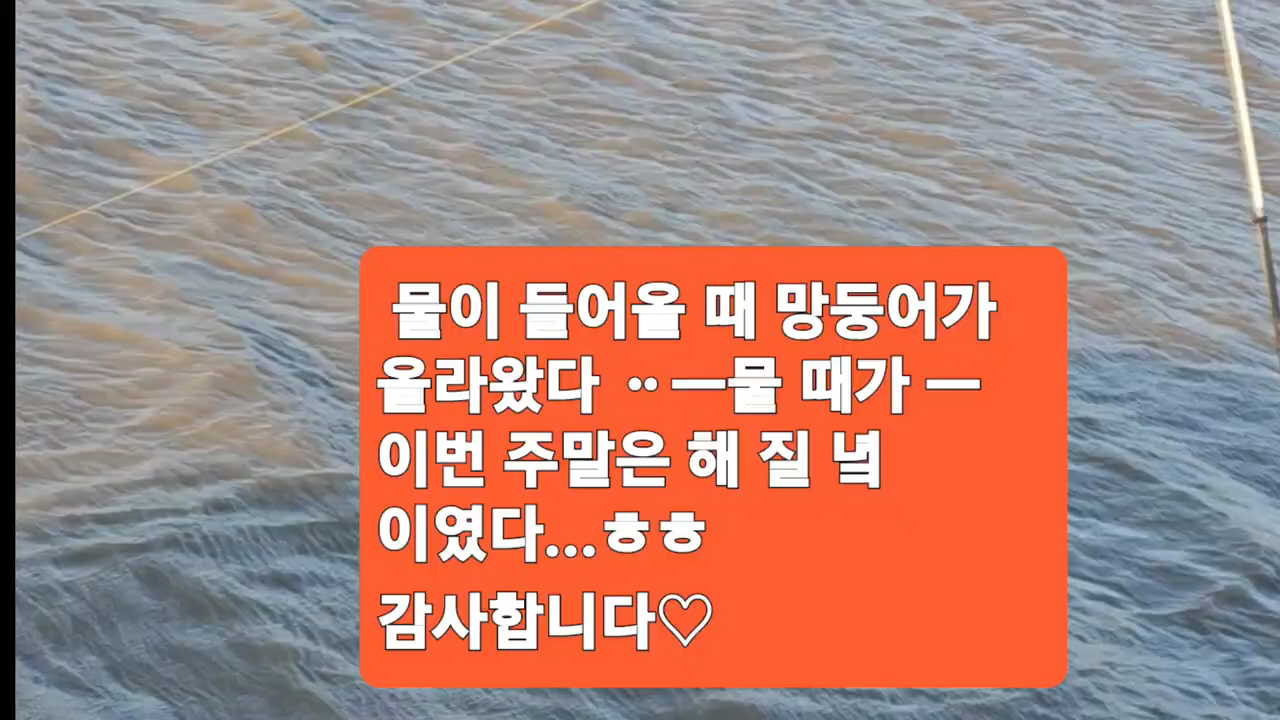 물이 들어올 때 망둥어가
올라왔다 ·· ㅡ물 때가 ㅡ
이번 주말은 해 질 녘
이였다...ㅎㅎ
감사합니다♡